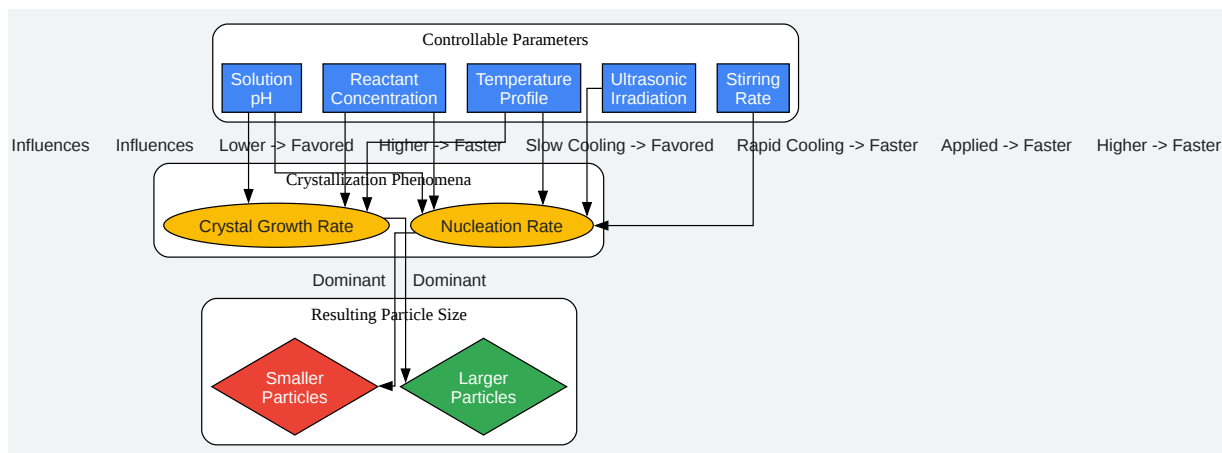 Controllable Parameters
Solution
pH
Reactant
Concentration
Temperature
Profile
Ultrasonic
Irradiation
Stirring
Rate
Influences
Influences
Lower -> Favored
Higher -> Faster
Slow Cooling -> Favored
Rapid Cooling -> Faster
Applied -> Faster
Higher -> Faster
Crystallization Phenomena
Crystal Growth Rate
Nucleation Rate
Dominant
Dominant
Resulting Particle Size
Smaller
Particles
Larger
Particles